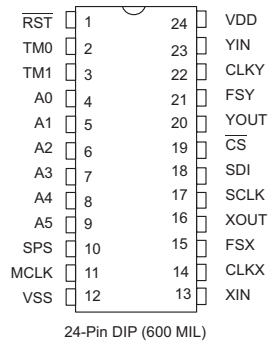 RST 1 24 VDD
TM0 2 23 YIN
TM1 3 22 CLKY
A0 4 21 FSY
A1 5 20 YOUT
A2 6 19 CS
A3 7 18 SDI
A4 8 17 SCLK
A5 9 16 XOUT
SPS 10 15 FSX
MCLK 11 14 CLKX
VSS 12 13 XIN
24-Pin DIP (600 MIL)